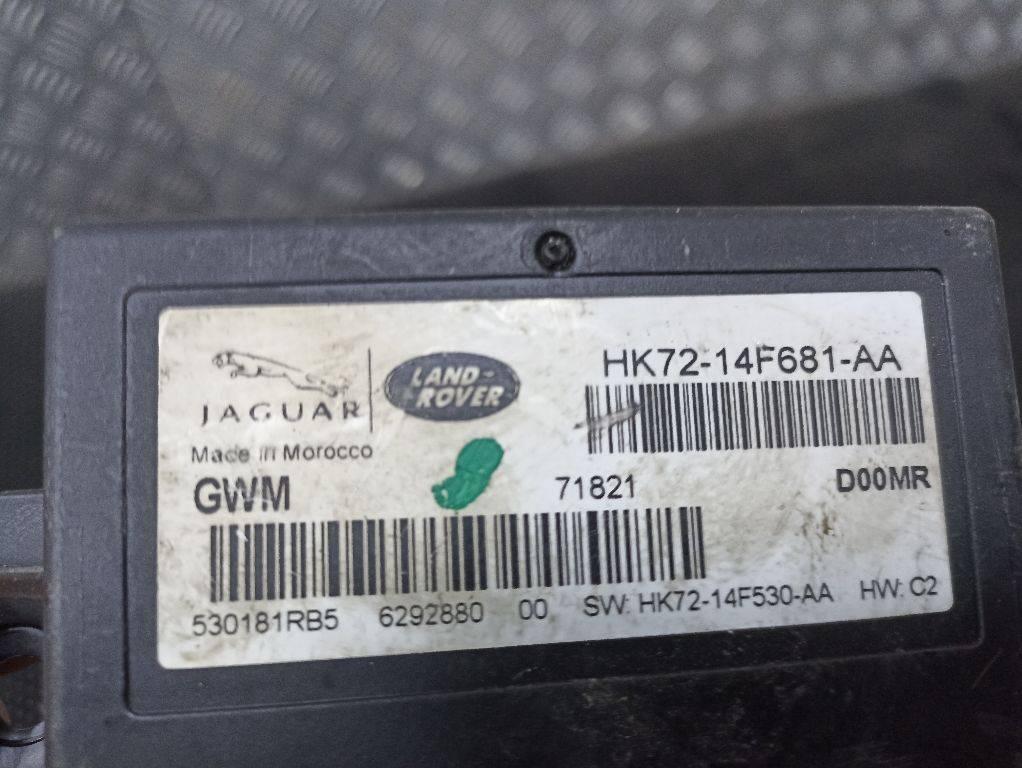 JAGUAR
LAND-
ROVER
HK72-14F681-AA
Made in Morocco
GWM
71821
D00MR
530181RB5 6292880 00 SW: HK72-14F530-AA HW: C2